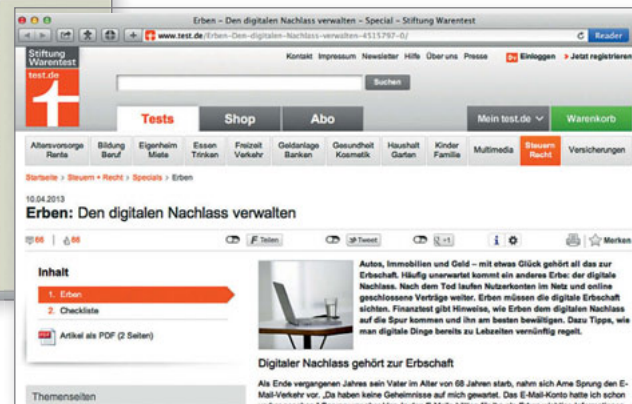 Erben – Den digitalen Nachlass verwalten – Special – Stiftung Warentest
www.test.de/Erben-Den-digitalen-Nachlass-verwalten-4515797-0/
Reader
Stiftung
Warentest
test.de
Kontakt Impressum Newsletter Hilfe Über uns Presse Einloggen Jetzt registrieren
Suchen
Tests Shop Abo Mein test.de Warenkorb
Altersvorsorge Rente
Bildung Beruf
Eigenheim Miete
Essen Trinken
Freizeit Verkehr
Geldanlage Banken
Gesundheit Kosmetik
Haushalt Garten
Kinder Familie
Multimedia
Steuern Recht
Versicherungen
Startseite > Steuern + Recht > Specials > Erben
10.04.2013
Erben: Den digitalen Nachlass verwalten
66 | 66 Teilen Tweet +1 i Merken
Inhalt
1. Erben
2. Checkliste
Artikel als PDF (2 Seiten)
Themenseiten
Autos, Immobilien und Geld – mit etwas Glück gehört all das zur
Erbschaft. Häufig unerwartet kommt ein anderes Erbe: der digitale
Nachlass. Nach dem Tod laufen Nutzerkonten im Netz und online
geschlossene Verträge weiter. Erben müssen die digitale Erbschaft
sichten. Finanztest gibt Hinweise, wie Erben dem digitalen Nachlass
auf die Spur kommen und ihn am besten bewältigen. Dazu Tipps, wie
man digitale Dinge bereits zu Lebzeiten vernünftig regelt.
Digitaler Nachlass gehört zur Erbschaft
Als Ende vergangenen Jahres sein Vater im Alter von 68 Jahren starb, nahm sich Arne Sprung den E-
Mail-Verkehr vor. „Da haben keine Geheimnisse auf mich gewartet. Das E-Mail-Konto hatte ich schon